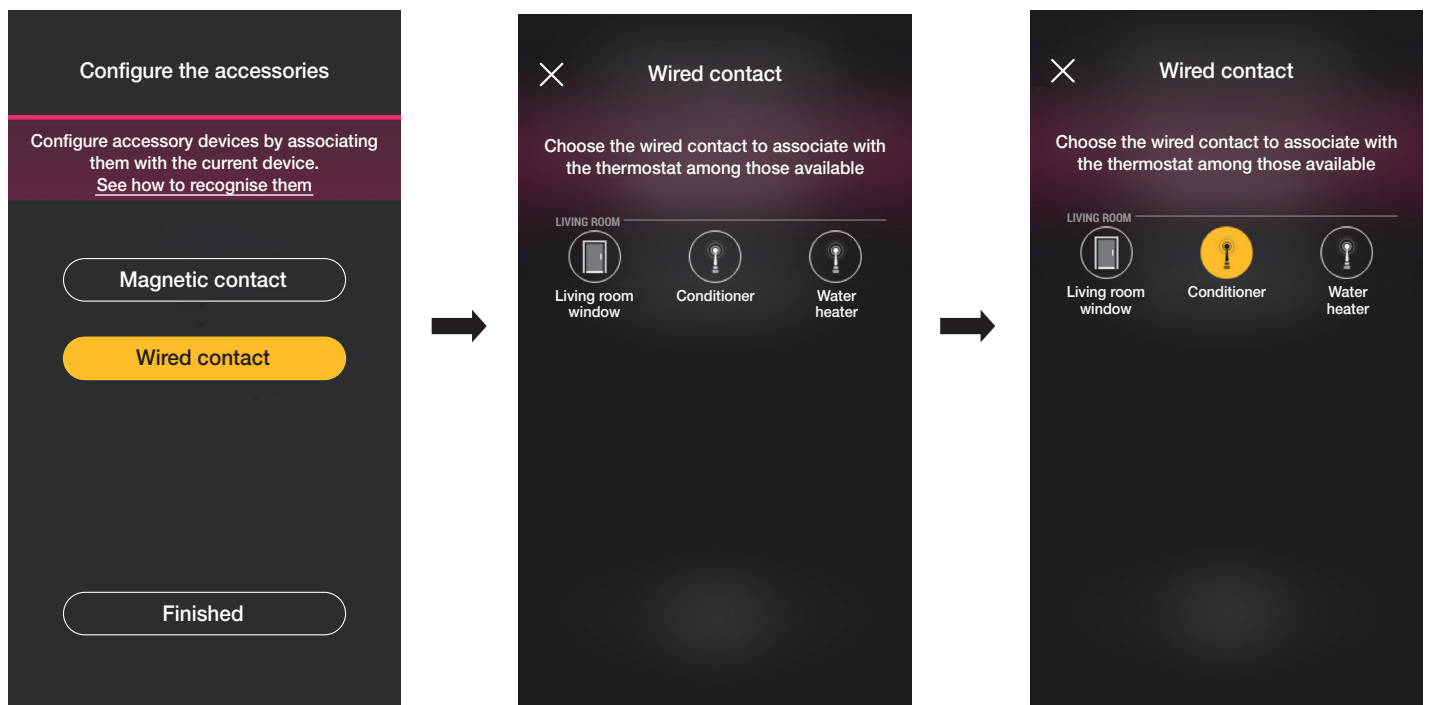 Configure the accessories
Configure accessory devices by associating
them with the current device.
See how to recognise them
Magnetic contact
Wired contact
Finished
Wired contact
Choose the wired contact to associate with
the thermostat among those available
LIVING ROOM
Living room
window
Conditioner
Water
heater
Wired contact
Choose the wired contact to associate with
the thermostat among those available
LIVING ROOM
Living room
window
Conditioner
Water
heater